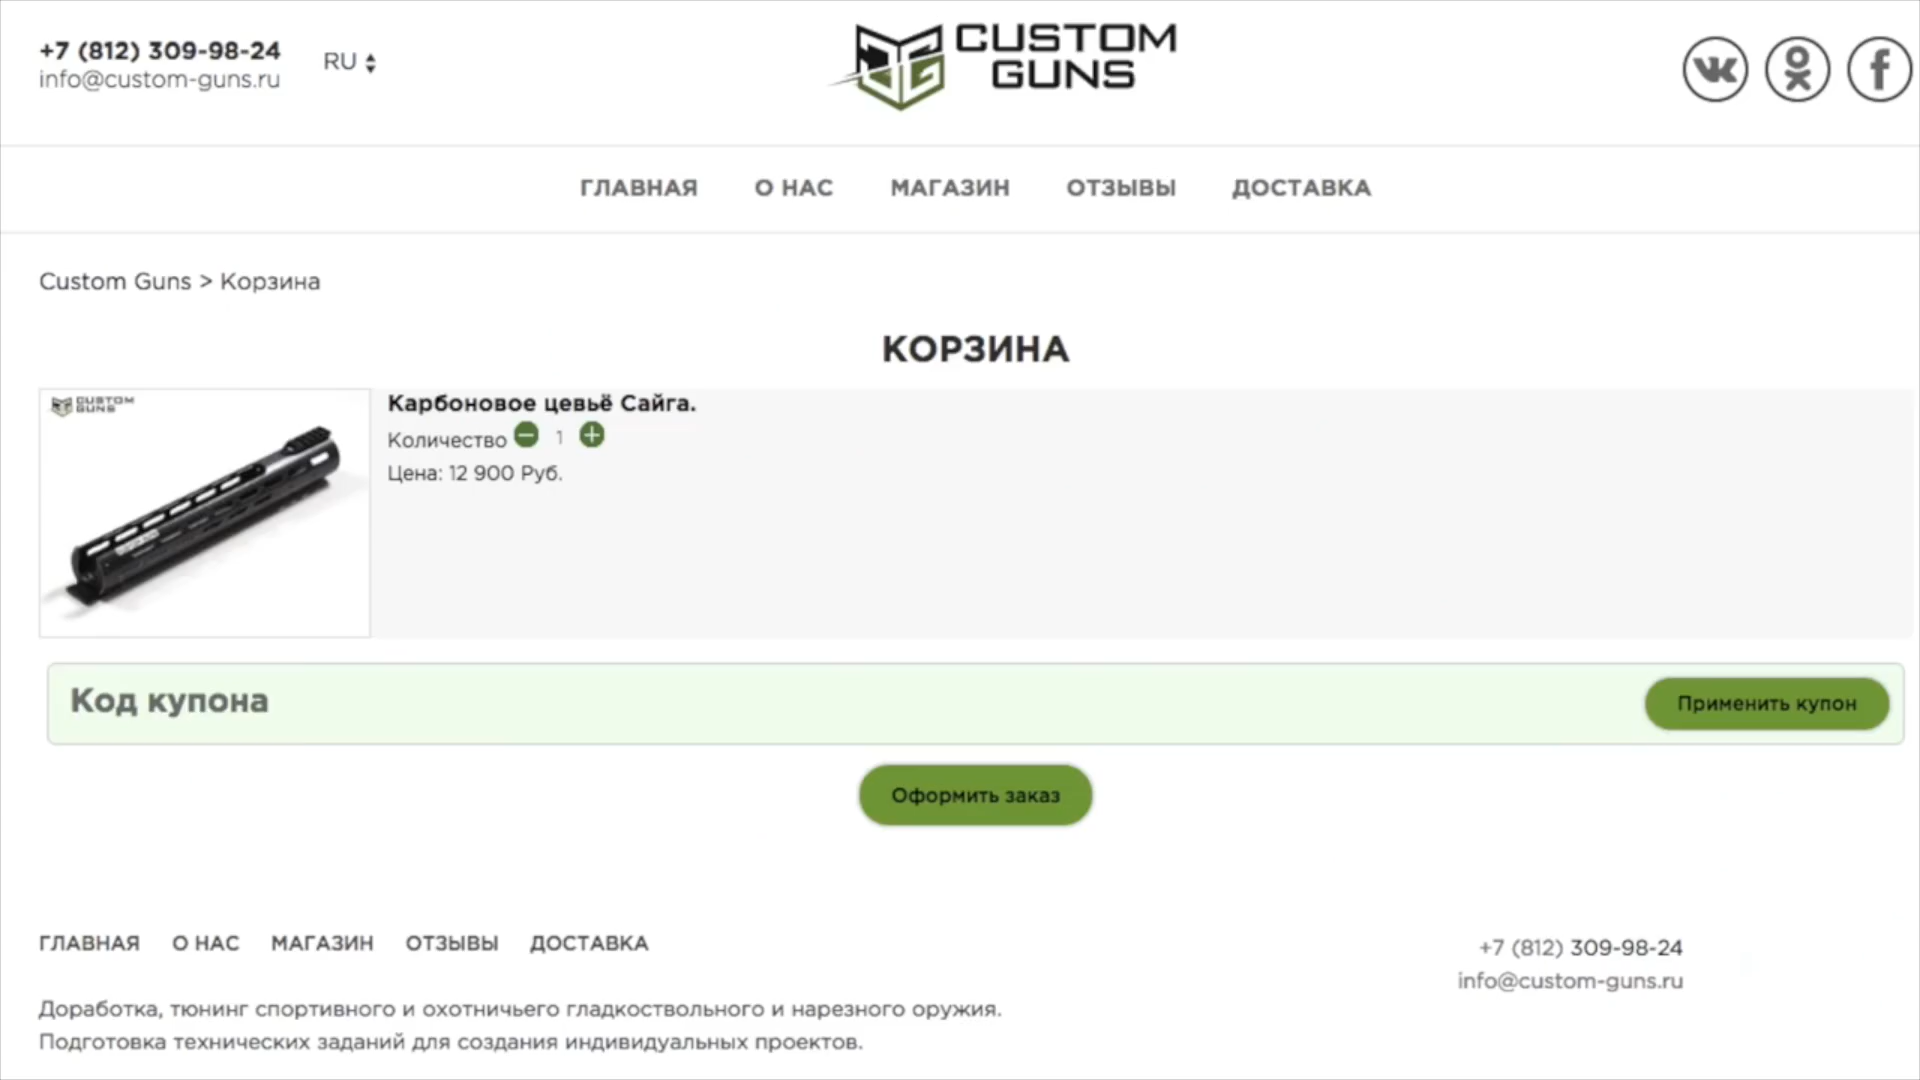 +7 (812) 309-98-24
info@custom-guns.ru
RU
CUSTOM
GUNS
ГЛАВНАЯ О НАС МАГАЗИН ОТЗЫВЫ ДОСТАВКА
Custom Guns > Корзина
КОРЗИНА
CUSTOM
GUNS
Карбоновое цевьё Сайга.
Количество 1
Цена: 12 900 Руб.
Код купона
Применить купон
Оформить заказ
ГЛАВНАЯ О НАС МАГАЗИН ОТЗЫВЫ ДОСТАВКА
+7 (812) 309-98-24
info@custom-guns.ru
Доработка, тюнинг спортивного и охотничьего гладкоствольного и нарезного оружия.
Подготовка технических заданий для создания индивидуальных проектов.